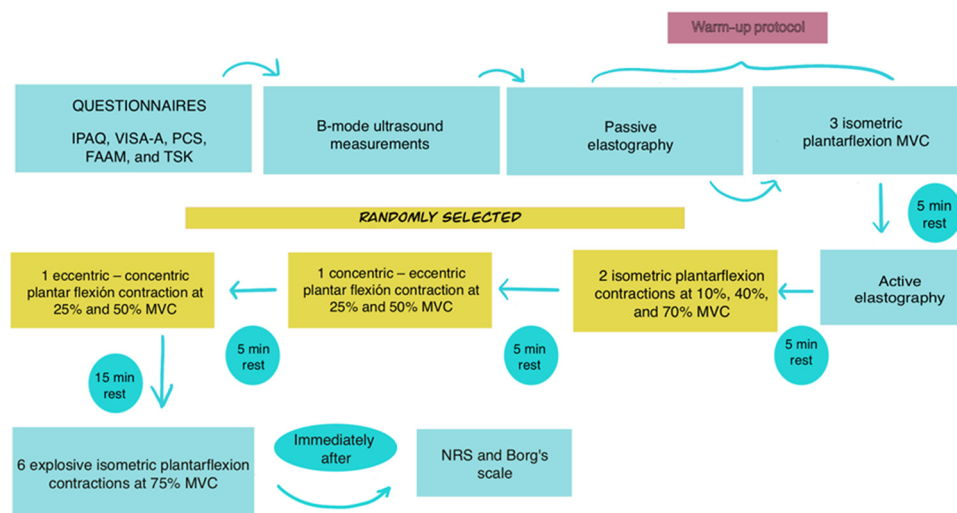 Warm-up protocol
QUESTIONNAIRES
IPAQ, VISA-A, PCS,
FAAM, and TSK
B-mode ultrasound
measurements
Passive
elastography
3 isometric
plantarflexion MVC
5 min
rest
RANDOMLY SELECTED
Active
elastography
5 min
rest
2 isometric plantarflexion
contractions at 10%, 40%,
and 70% MVC
5 min
rest
1 concentric – eccentric
plantar flexión contraction at
25% and 50% MVC
5 min
rest
1 eccentric – concentric
plantar flexión contraction at
25% and 50% MVC
15 min
rest
6 explosive isometric plantarflexion
contractions at 75% MVC
Immediately
after
NRS and Borg's
scale